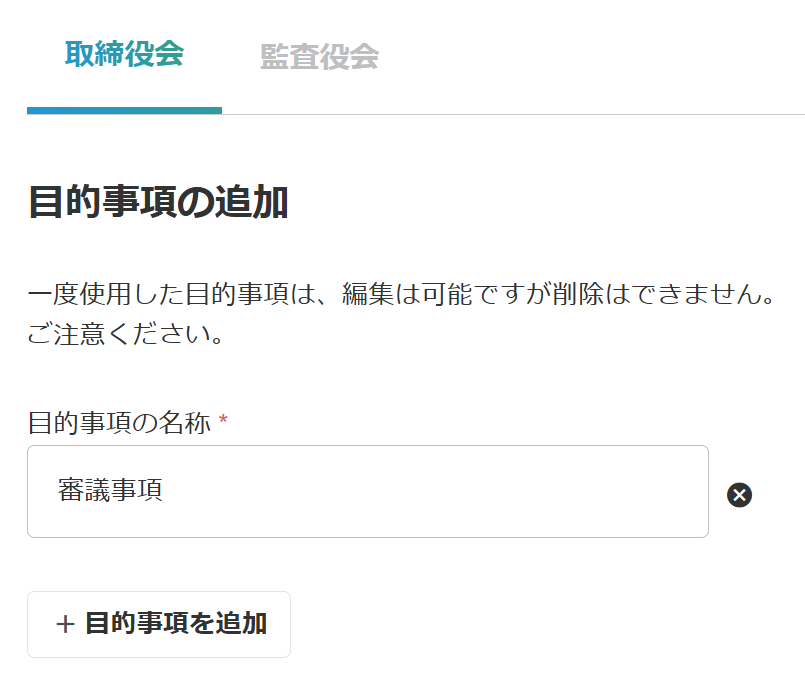 取締役会
監査役会
目的事項の追加
一度使用した目的事項は、編集は可能ですが削除はできません。
ご注意ください。
目的事項の名称 *
審議事項
＋ 目的事項を追加